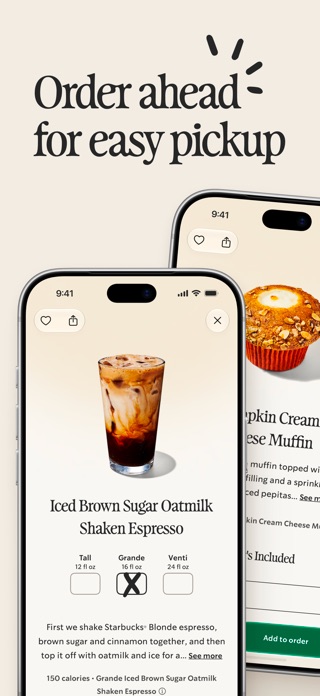 Order ahead
for easy pickup
9:41
9:41
Iced Brown Sugar Oatmilk
Shaken Espresso
Tall
12 fl oz
Grande
16 fl oz
Venti
24 fl oz
First we shake Starbucks® Blonde espresso,
brown sugar and cinnamon together, and then
top it off with oatmilk and ice for a... See more
150 calories • Grande Iced Brown Sugar Oatmilk
Shaken Espresso
pkin Cream
ese Muffin
muffin topped wi
filling and a sprink
ced pepitas... See m
pkin Cream Cheese M
's Included
Add to order